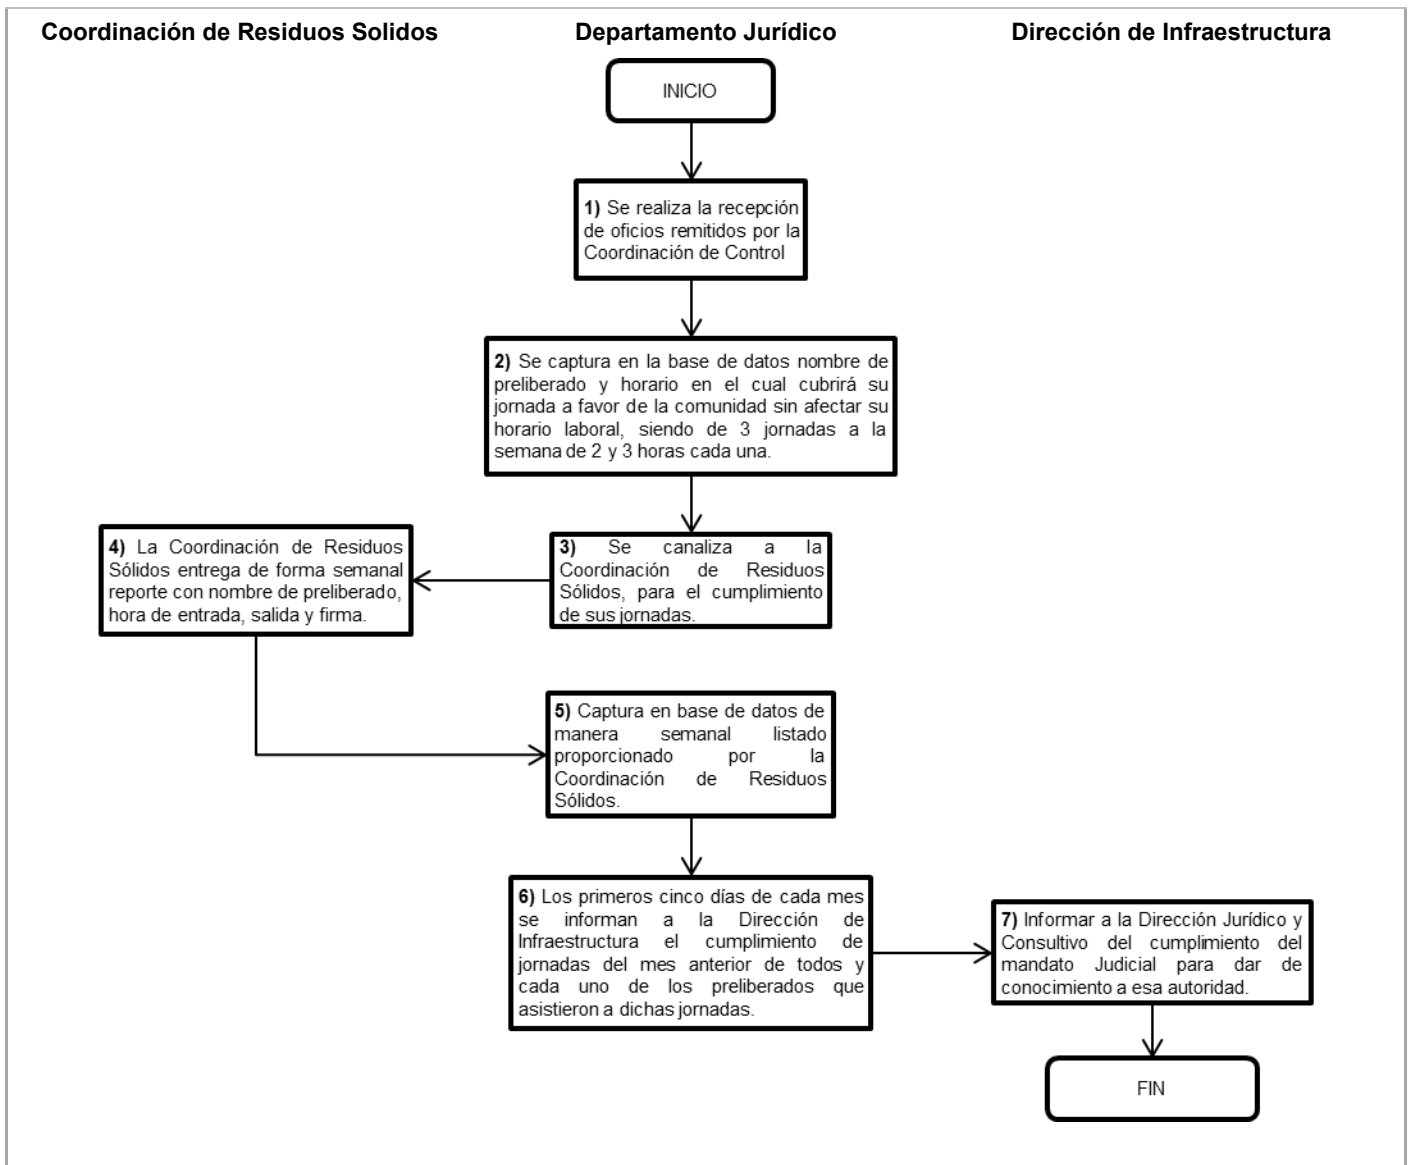 Coordinación de Residuos Solidos
Departamento Jurídico
Dirección de Infraestructura
INICIO
1) Se realiza la recepción
de oficios remitidos por la
Coordinación de Control
2) Se captura en la base de datos nombre de
preliberado y horario en el cual cubrirá su
jornada a favor de la comunidad sin afectar su
horario laboral, siendo de 3 jornadas a la
semana de 2 y 3 horas cada una.
3) Se canaliza a la
Coordinación de Residuos
Sólidos, para el cumplimiento
de sus jornadas.
4) La Coordinación de Residuos
Sólidos entrega de forma semanal
reporte con nombre de preliberado,
hora de entrada, salida y firma.
5) Captura en base de datos de
manera semanal listado
proporcionado por la
Coordinación de Residuos
Sólidos.
6) Los primeros cinco días de cada mes
se informan a la Dirección de
Infraestructura el cumplimiento de
jornadas del mes anterior de todos y
cada uno de los preliberados que
asistieron a dichas jornadas.
7) Informar a la Dirección Jurídico y
Consultivo del cumplimiento del
mandato Judicial para dar de
conocimiento a esa autoridad.
FIN